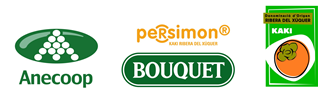 Anecoop
peRsimon®
KAKI RIBERA DEL XÚQUER
BOUQUET
Denominació d'Origen
RIBERA DEL XÚQUER
KAKI